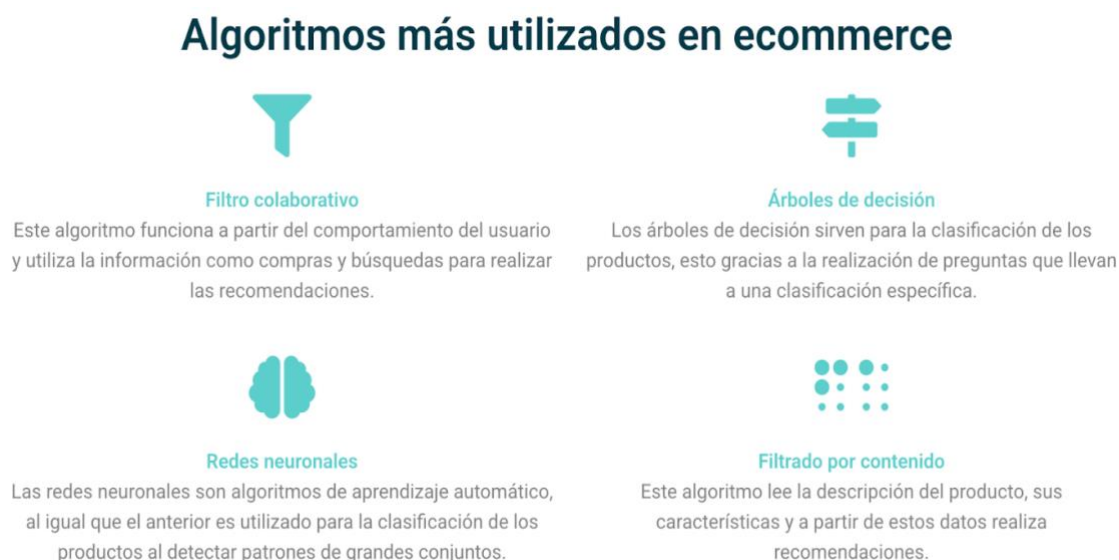 Algoritmos más utilizados en ecommerce
Filtro colaborativo
Este algoritmo funciona a partir del comportamiento del usuario
y utiliza la información como compras y búsquedas para realizar
las recomendaciones.
Árboles de decisión
Los árboles de decisión sirven para la clasificación de los
productos, esto gracias a la realización de preguntas que llevan
a una clasificación específica.
Redes neuronales
Las redes neuronales son algoritmos de aprendizaje automático,
al igual que el anterior es utilizado para la clasificación de los
productos al detectar patrones de grandes conjuntos.
Filtrado por contenido
Este algoritmo lee la descripción del producto, sus
características y a partir de estos datos realiza
recomendaciones.